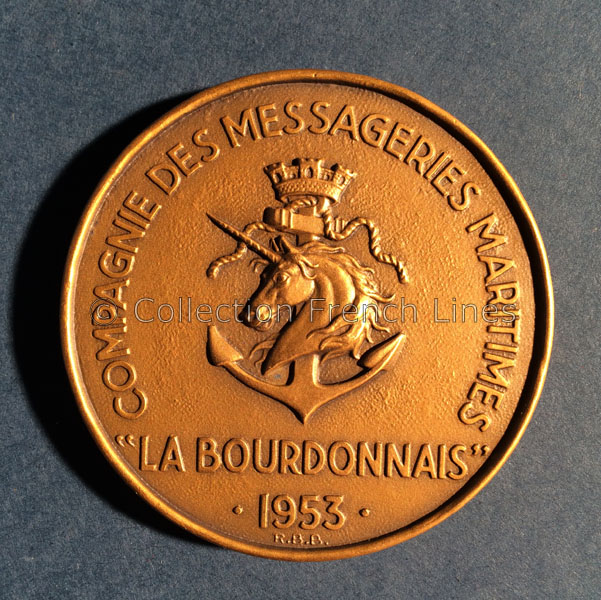 COMPAGNIE DES MESSAGERIES MARITIMES
© Collection French Lines
"LA BOURDONNAIS"
· 1953 ·
R.B.B.